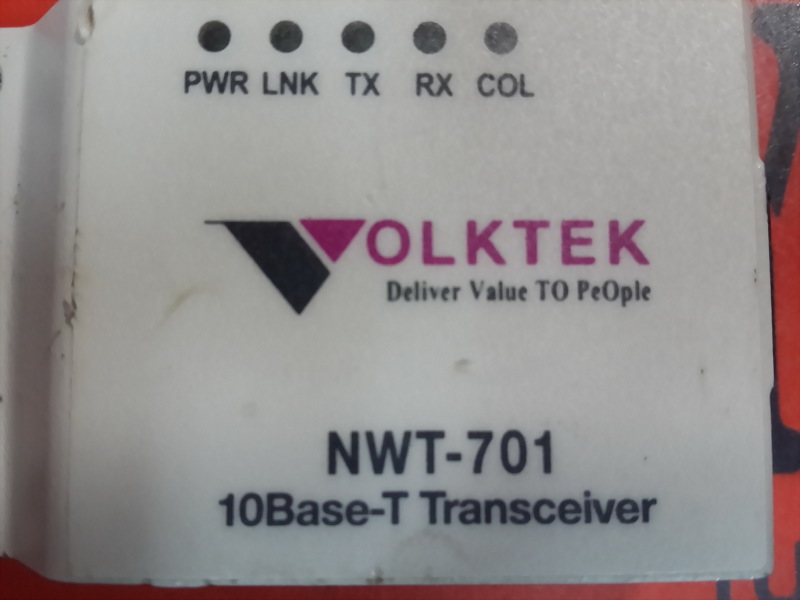 PWR LNK TX RX COL
VOLKTEK
Deliver Value TO PeOple
NWT-701
10Base-T Transceiver